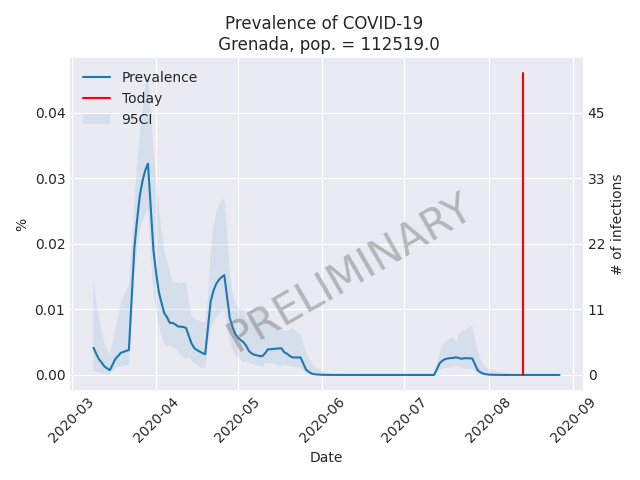 Prevalence of COVID-19
Grenada, pop. = 112519.0
Prevalence
Today
95CI
0.04
0.03
0.02
0.01
0.00
%
45
33
22
11
0
# of infections
PRELIMINARY
2020-03
2020-04
2020-05
2020-06
2020-07
2020-08
2020-09
Date